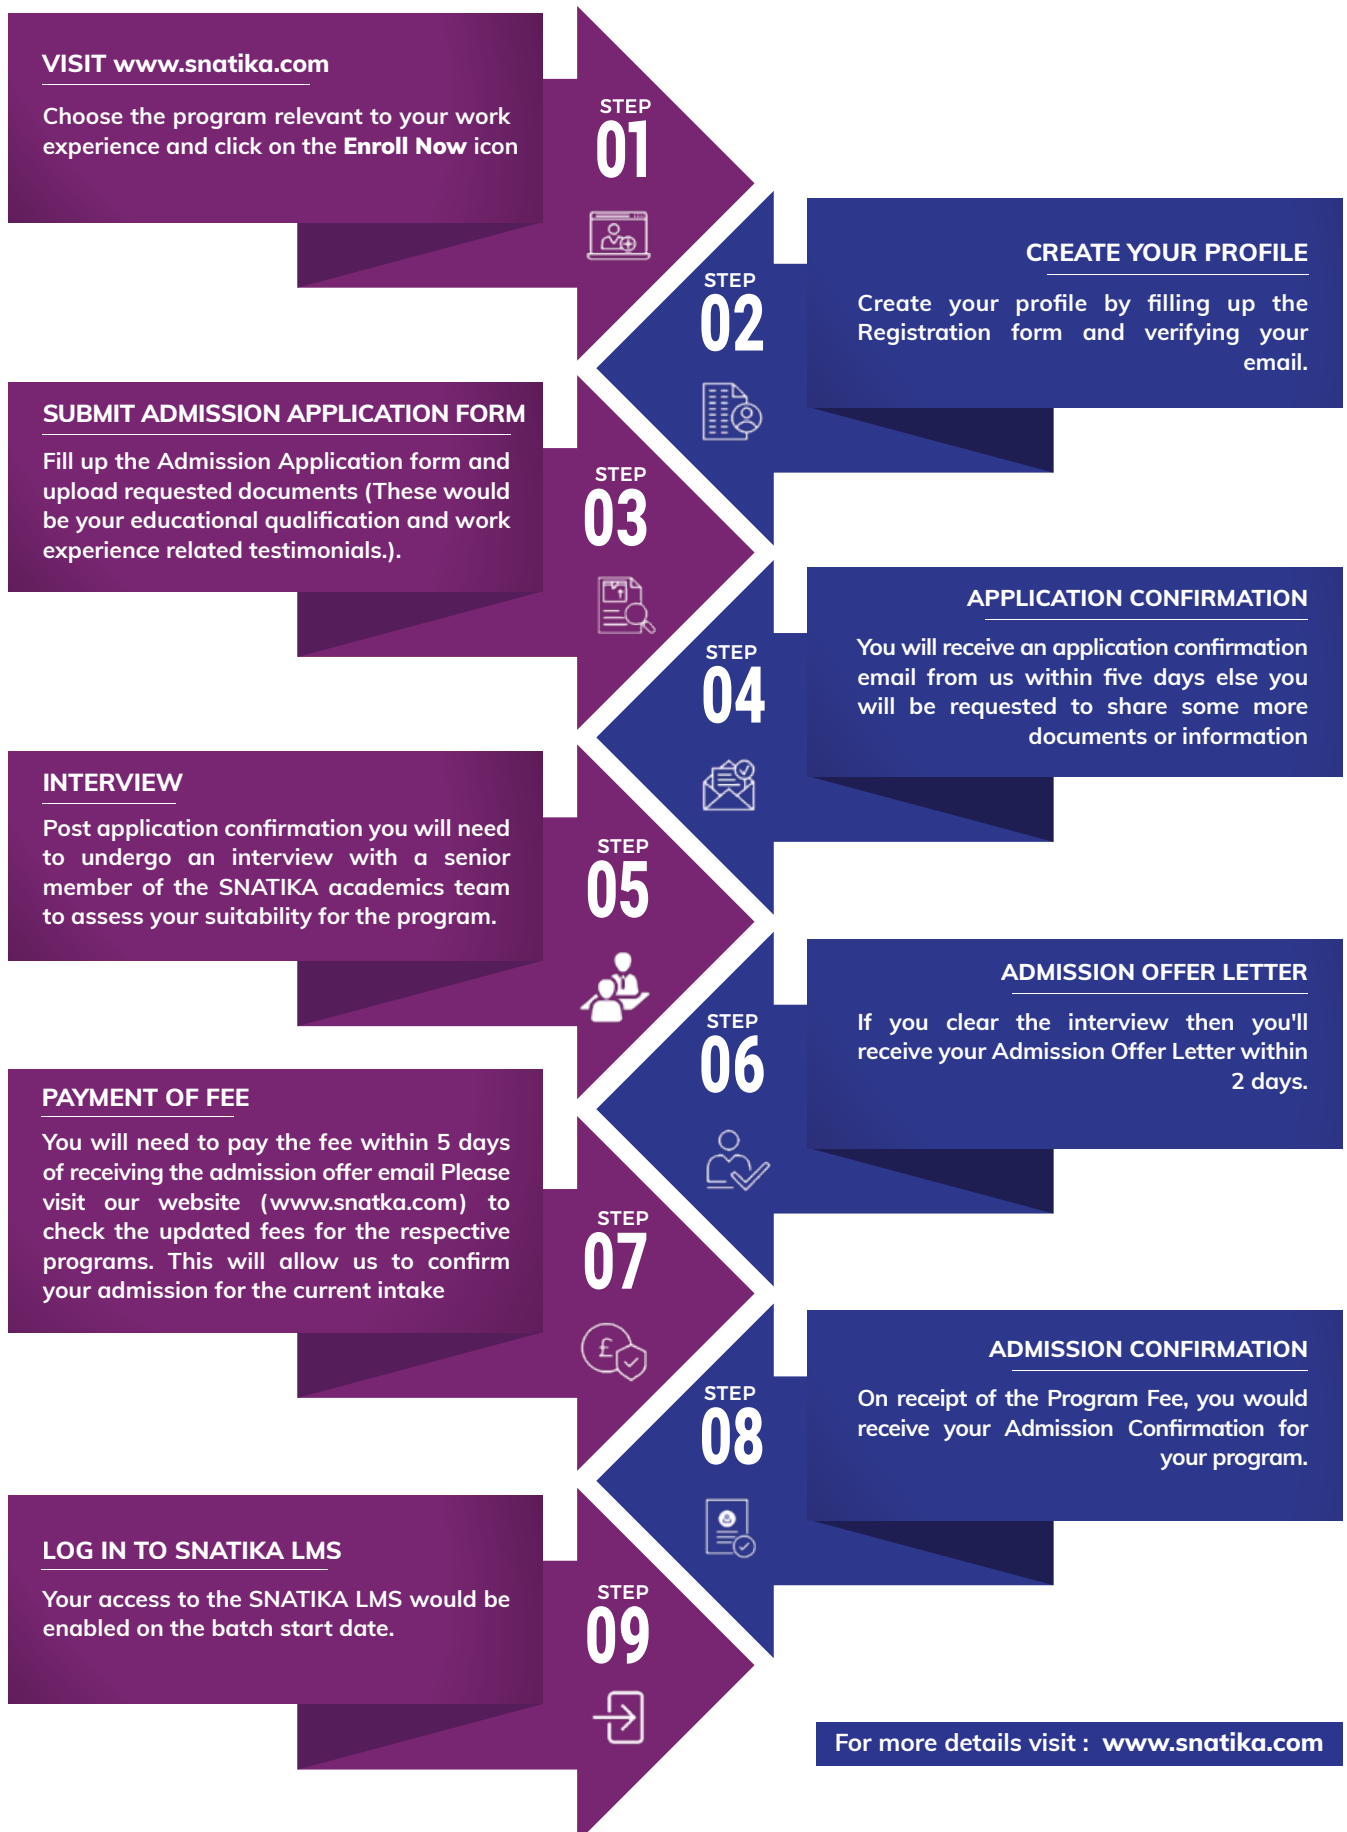 VISIT www.snatika.com
Choose the program relevant to your work
experience and click on the Enroll Now icon
STEP
01
CREATE YOUR PROFILE
Create your profile by filling up the
Registration form and verifying your
email.
STEP
02
SUBMIT ADMISSION APPLICATION FORM
Fill up the Admission Application form and
upload requested documents (These would
be your educational qualification and work
experience related testimonials.).
STEP
03
APPLICATION CONFIRMATION
You will receive an application confirmation
email from us within five days else you
will be requested to share some more
documents or information
STEP
04
INTERVIEW
Post application confirmation you will need
to undergo an interview with a senior
member of the SNATIKA academics team
to assess your suitability for the program.
STEP
05
ADMISSION OFFER LETTER
If you clear the interview then you'll
receive your Admission Offer Letter within
2 days.
STEP
06
PAYMENT OF FEE
You will need to pay the fee within 5 days
of receiving the admission offer email Please
visit our website (www.snatka.com) to
check the updated fees for the respective
programs. This will allow us to confirm
your admission for the current intake
STEP
07
£
ADMISSION CONFIRMATION
On receipt of the Program Fee, you would
receive your Admission Confirmation for
your program.
STEP
08
LOG IN TO SNATIKA LMS
Your access to the SNATIKA LMS would be
enabled on the batch start date.
STEP
09
For more details visit : www.snatika.com